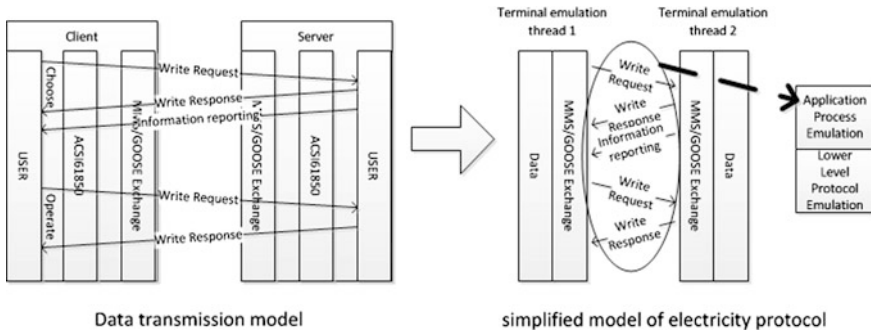 Client
Server
USER
Choose
Operate
ACSI61850
MMS/GOOSE Exchange
Write Request
Write Response
Information reporting
Write Request
Write Response
MMS/GOOSE Exchange
ACSI61850
USER
Data transmission model
Terminal emulation
thread 1
Terminal emulation
thread 2
Data
MMS/GOOSE Exchange
Write
Request
Write
Response
Information
reporting
Write
Request
Write
Response
MMS/GOOSE Exchange
Data
Application
Process
Emulation
Lower
Level
Protocol
Emulation
simplified model of electricity protocol